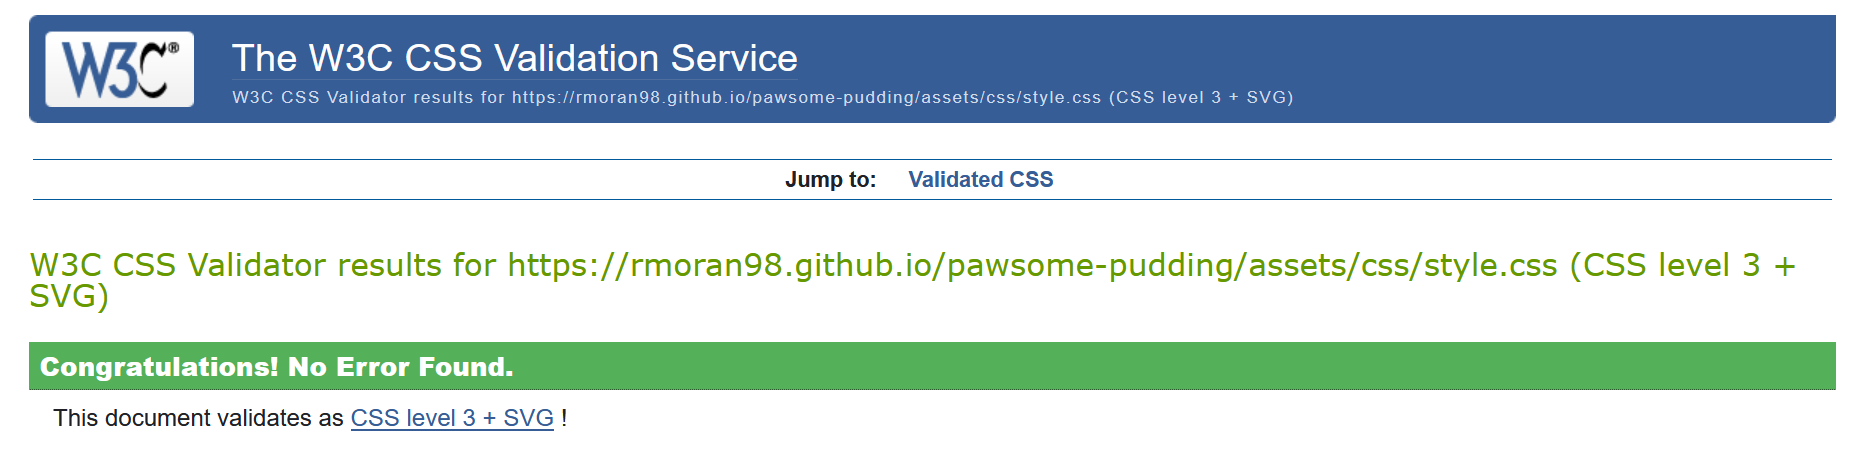 W3C®
The W3C CSS Validation Service
W3C CSS Validator results for https://rmoran98.github.io/pawsome-pudding/assets/css/style.css (CSS level 3 + SVG)
Jump to: Validated CSS
W3C CSS Validator results for https://rmoran98.github.io/pawsome-pudding/assets/css/style.css (CSS level 3 +
SVG)
Congratulations! No Error Found.
This document validates as CSS level 3 + SVG !